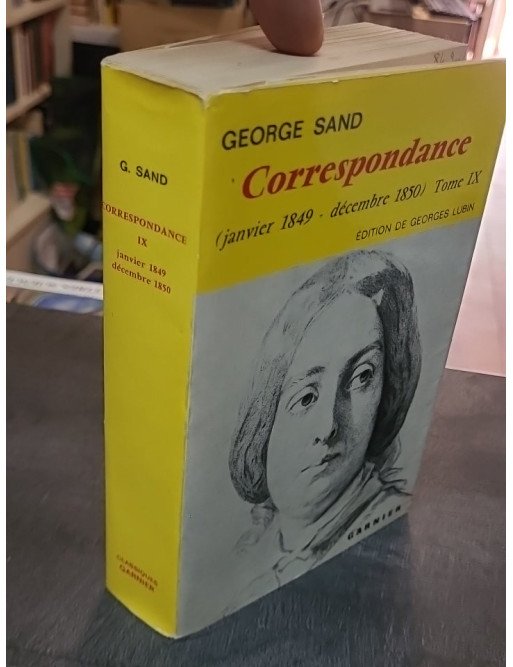 G. SAND
CORRESPONDANCE
IX
janvier 1849
décembre 1850
CLASSIQUES
GARNIER
GEORGE SAND
Correspondance
(janvier 1849 - décembre 1850) Tome IX
ÉDITION DE GEORGES LUBIN
GARNIER